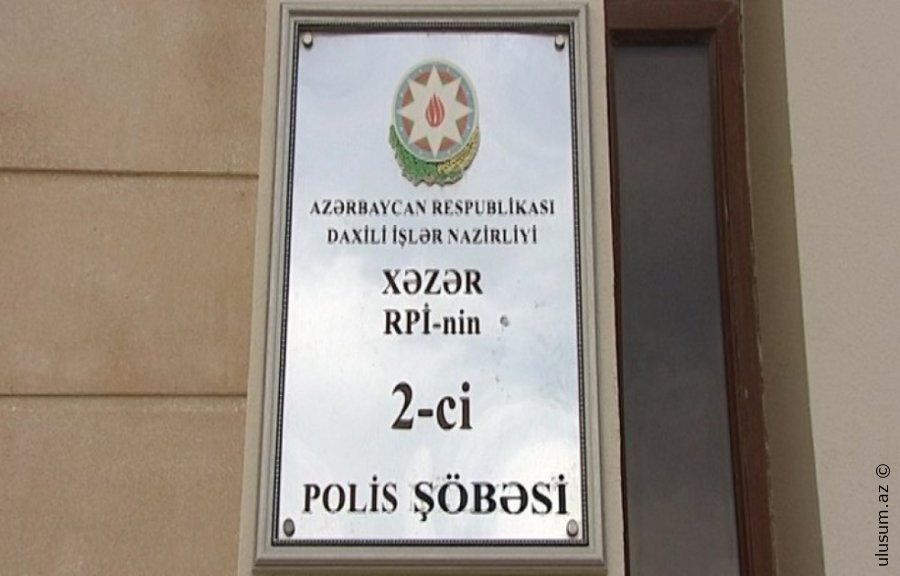 AZƏRBAYCAN RESPUBLİKASI
DAXİLİ İŞLƏR NAZİRLİYİ
XƏZƏR
RPİ-nin
2-ci
POLİS ŞÖBƏSİ
ulusum.az ©